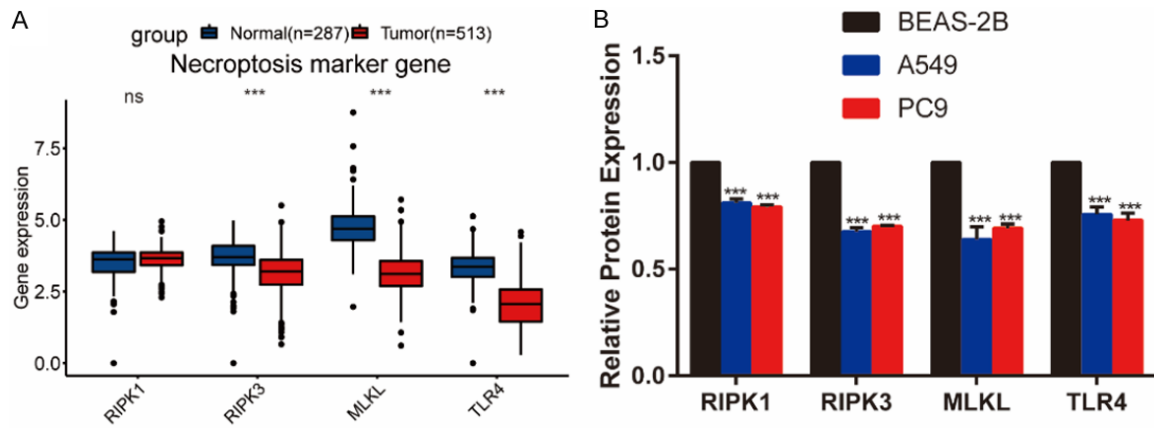 A
group Normal(n=287) Tumor(n=513)
Necroptosis marker gene
ns *** *** ***
Gene expression
7.5
5.0
2.5
0.0
RIPK1 RIPK3 MLKL TLR4
B
BEAS-2B
A549
PC9
Relative Protein Expression
1.5
1.0
0.5
0.0
*** *** *** *** *** *** *** ***
RIPK1 RIPK3 MLKL TLR4